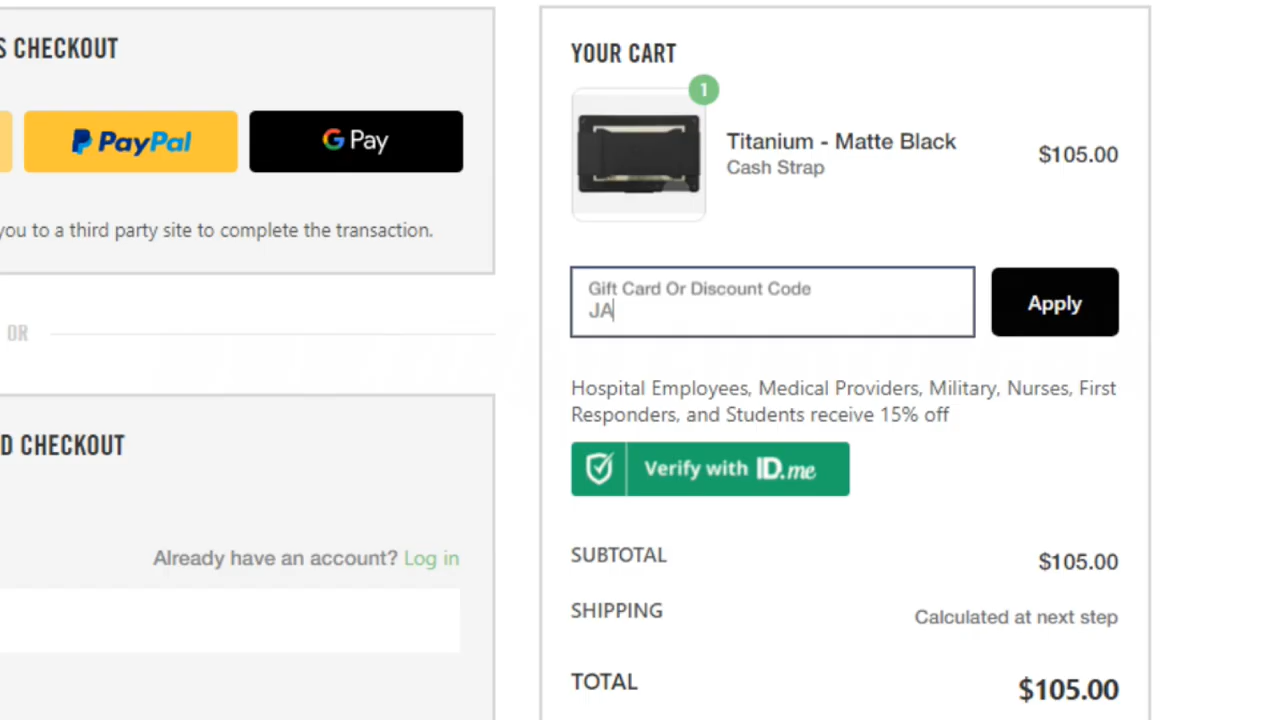 S CHECKOUT
PayPal
G Pay
you to a third party site to complete the transaction.
OR
D CHECKOUT
Already have an account? Log in
YOUR CART
1
Titanium - Matte Black
Cash Strap
$105.00
Gift Card Or Discount Code
JA
Apply
Hospital Employees, Medical Providers, Military, Nurses, First
Responders, and Students receive 15% off
Verify with ID.me
SUBTOTAL
$105.00
SHIPPING
Calculated at next step
TOTAL
$105.00